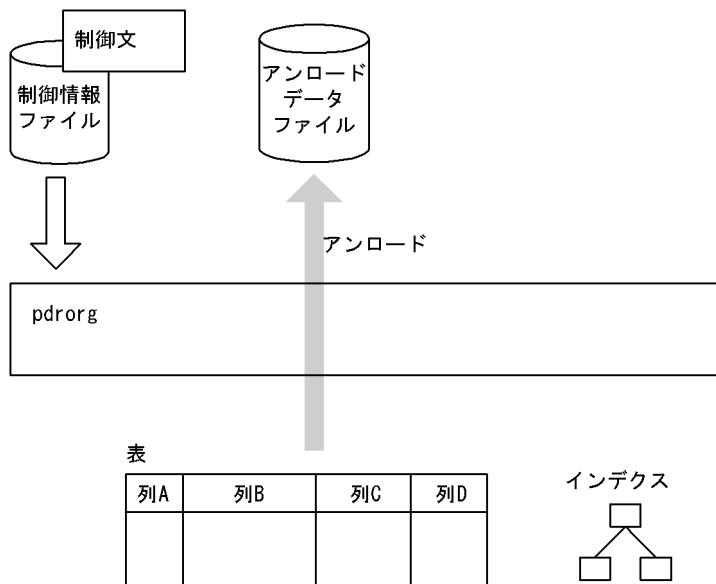 制御文
制御情報
ファイル
アンロード
データ
ファイル
アンロード
pdrorg
表
列A 列B 列C 列D
インデクス